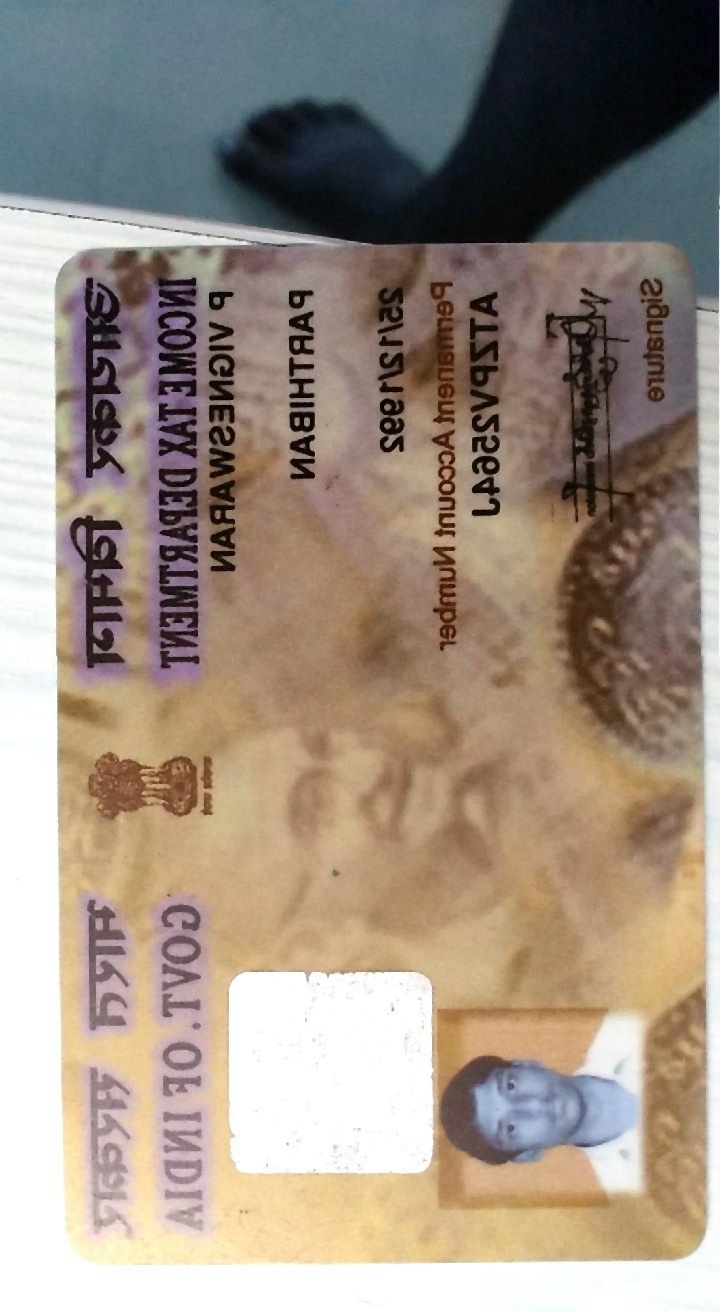 आयकर विभाग
भारत सरकार
INCOME TAX DEPARTMENT
GOVT. OF INDIA
P VIGNESWARAN
PARTHIBAN
25/12/1992
Permanent Account Number
ATZPV2564J
Signature